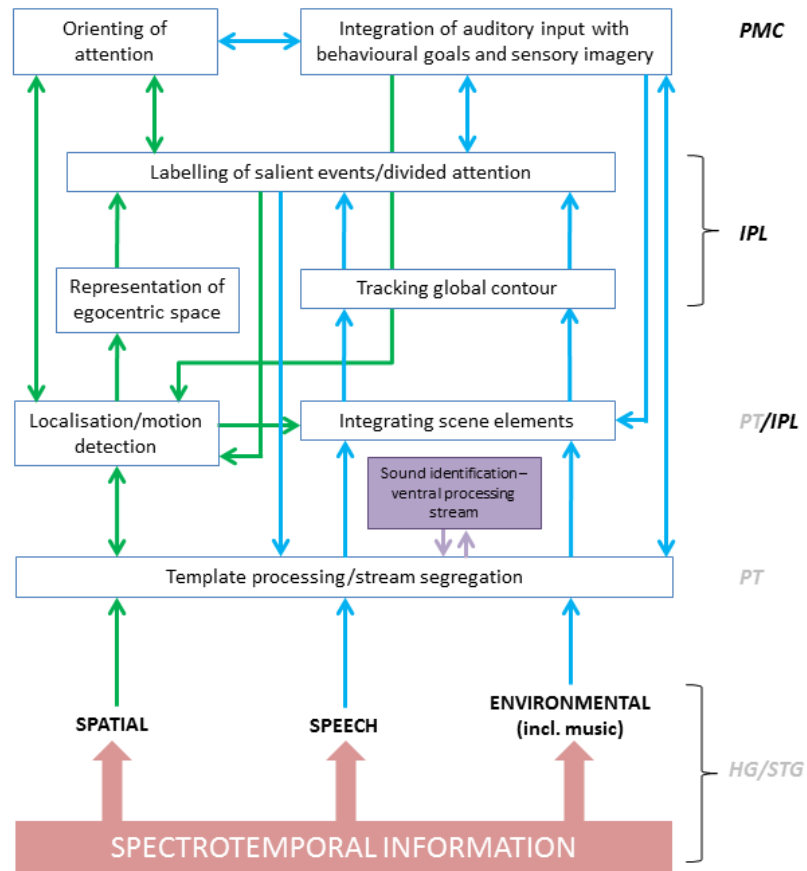 Orienting of
attention
Integration of auditory input with
behavioural goals and sensory imagery
PMC
Labelling of salient events/divided attention
IPL
Representation of
egocentric space
Tracking global contour
Localisation/motion
detection
Integrating scene elements
PT/IPL
Sound identification–
ventral processing
stream
Template processing/stream segregation
PT
SPATIAL
SPEECH
ENVIRONMENTAL
(incl. music)
HG/STG
SPECTROTEMPORAL INFORMATION